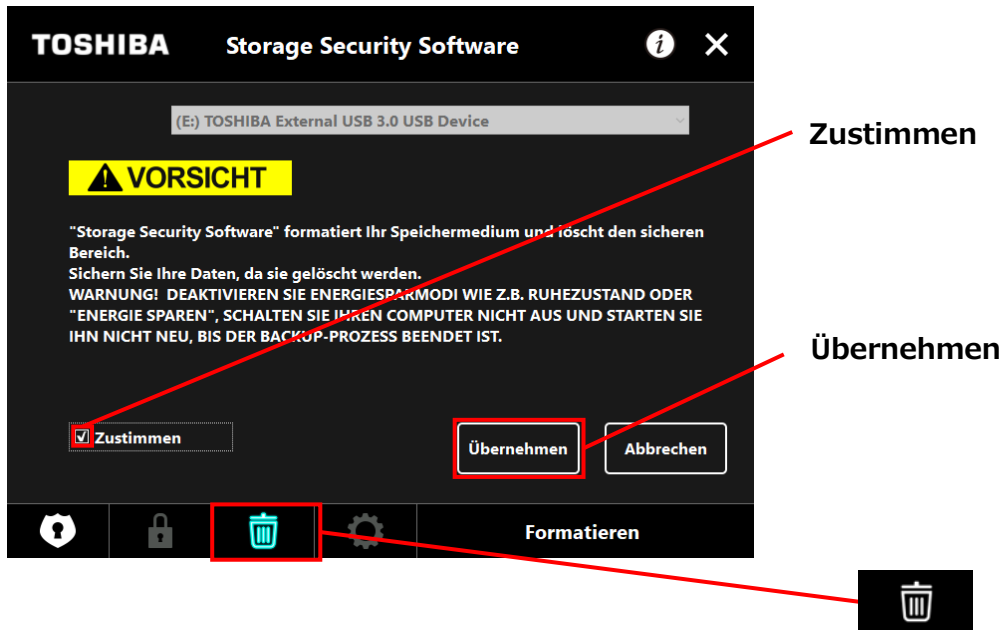 TOSHIBA Storage Security Software
(E:) TOSHIBA External USB 3.0 USB Device
Zustimmen
VORSICHT
"Storage Security Software" formatiert Ihr Speichermedium und löscht den sicheren
Bereich.
Sichern Sie Ihre Daten, da sie gelöscht werden.
WARNUNG! DEAKTIVIEREN SIE ENERGIESPARMODI WIE Z.B. RUHEZUSTAND ODER
"ENERGIE SPAREN", SCHALTEN SIE IHREN COMPUTER NICHT AUS UND STARTEN SIE
IHN NICHT NEU, BIS DER BACKUP-PROZESS BEENDET IST.
Übernehmen
Zustimmen
Übernehmen
Abbrechen
Formatieren